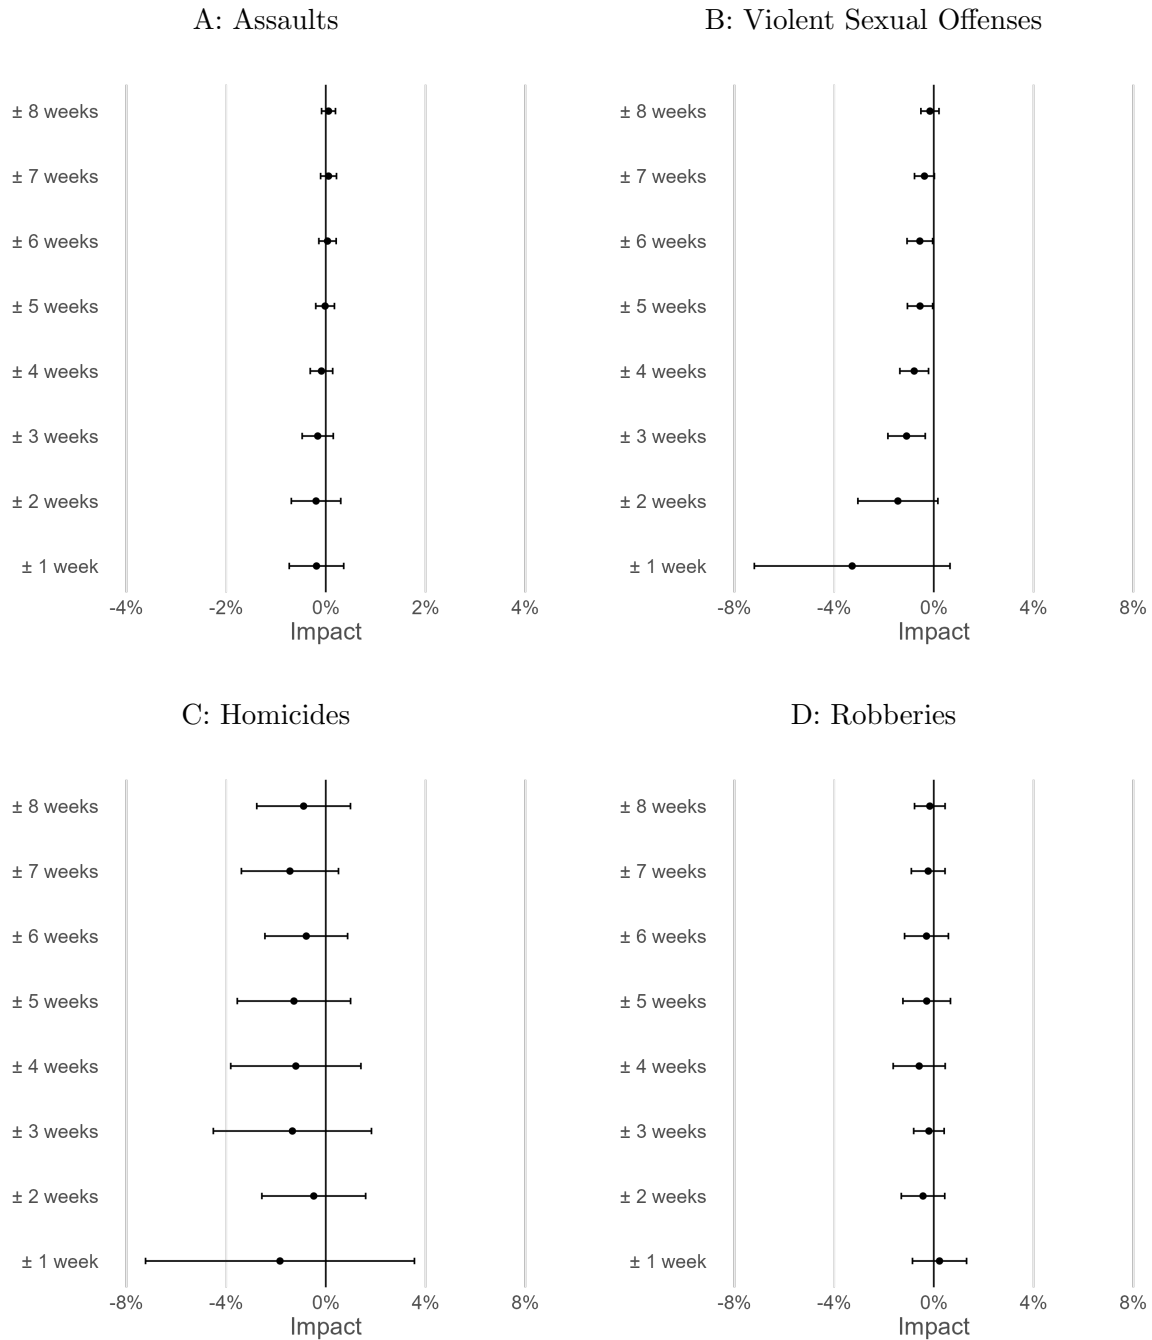 A: Assaults
± 8 weeks
± 7 weeks
± 6 weeks
± 5 weeks
± 4 weeks
± 3 weeks
± 2 weeks
± 1 week
-4% -2% 0% 2% 4%
Impact
B: Violent Sexual Offenses
± 8 weeks
± 7 weeks
± 6 weeks
± 5 weeks
± 4 weeks
± 3 weeks
± 2 weeks
± 1 week
-8% -4% 0% 4% 8%
Impact
C: Homicides
± 8 weeks
± 7 weeks
± 6 weeks
± 5 weeks
± 4 weeks
± 3 weeks
± 2 weeks
± 1 week
-8% -4% 0% 4% 8%
Impact
D: Robberies
± 8 weeks
± 7 weeks
± 6 weeks
± 5 weeks
± 4 weeks
± 3 weeks
± 2 weeks
± 1 week
-8% -4% 0% 4% 8%
Impact